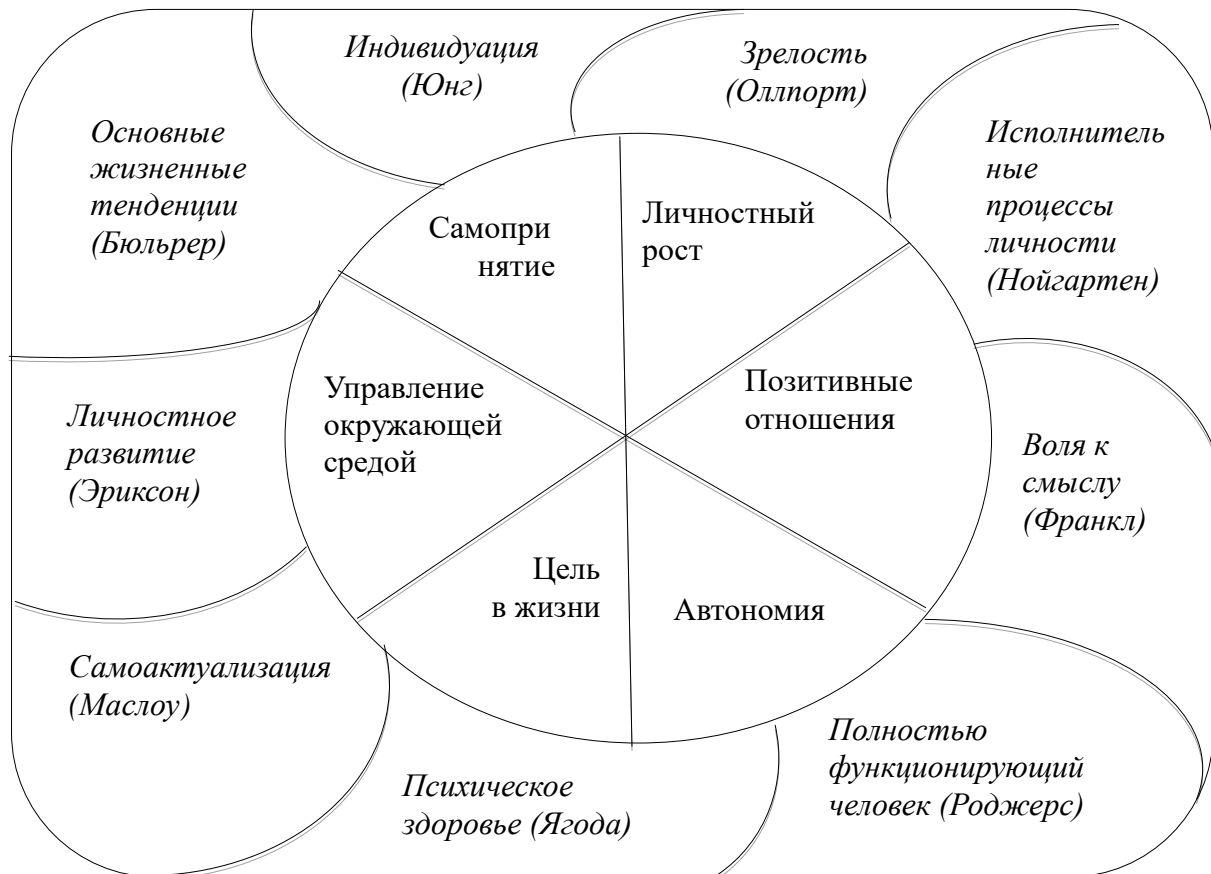 Индивидуация
(Юнг)
Зрелость
(Оллпорт)
Основные
жизненные
тенденции
(Бюльрер)
Исполнитель
ные
процессы
личности
(Нойгартен)
Самопри
нятие
Личностный
рост
Управление
окружающей
средой
Позитивные
отношения
Личностное
развитие
(Эриксон)
Воля к
смыслу
(Франкл)
Цель
в жизни
Автономия
Самоактуализация
(Маслоу)
Психическое
здоровье (Ягода)
Полностью
функционирующий
человек (Роджерс)